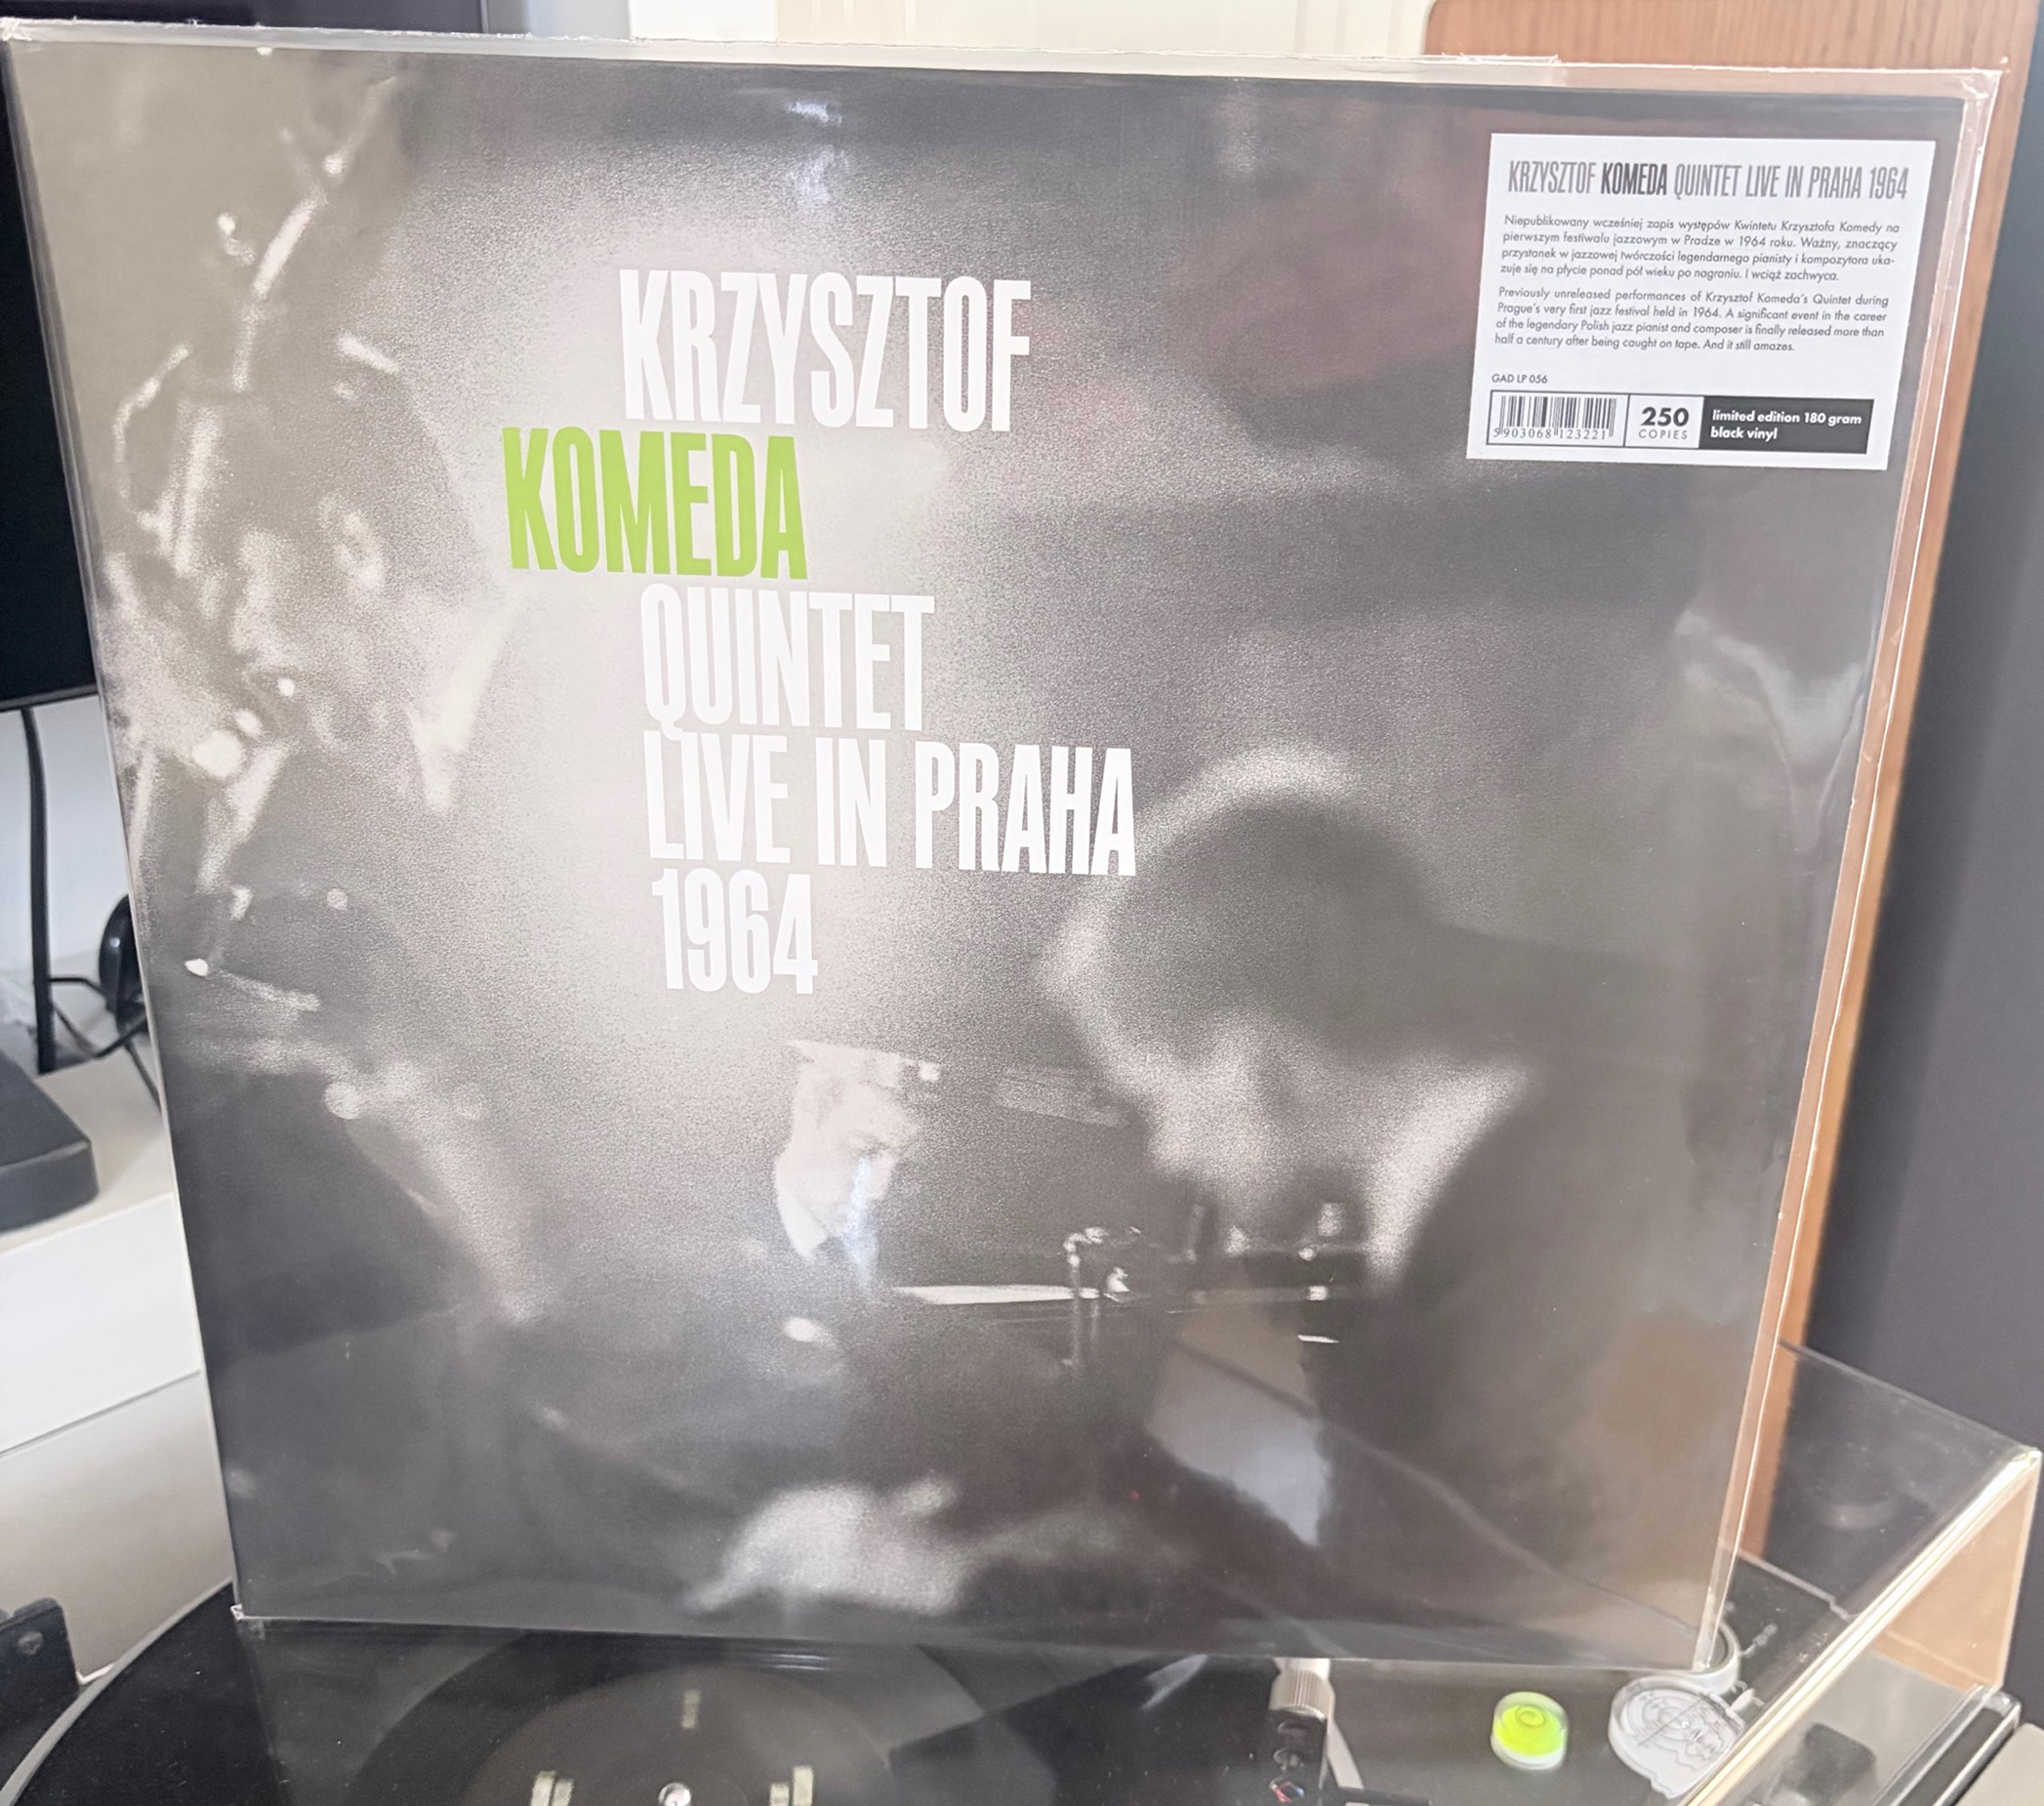 KRZYSZTOF
KOMEDA
QUINTET
LIVE IN PRAHA
1964
KRZYSZTOF KOMEDA QUINTET LIVE IN PRAHA 1964
Niepublikowany wcześniej zapis występów Kwintetu Krzysztofa Komedy na
pierwszym festiwalu jazzowym w Pradze w 1964 roku. Ważny, znaczący
przystanek w jazzowej twórczości legendarnego pianisty i kompozytora uka-
zuje się na płycie ponad pół wieku po nagraniu. I wciąż zachwyca.
Previously unreleased performances of Krzysztof Komeda's Quintet during
Prague's very first jazz festival held in 1964. A significant event in the career
of the legendary Polish jazz pianist and composer is finally released more than
half a century after being caught on tape. And it still amazes.
GAD LP 056
5903068123221
250
COPIES
limited edition 180 gram
black vinyl